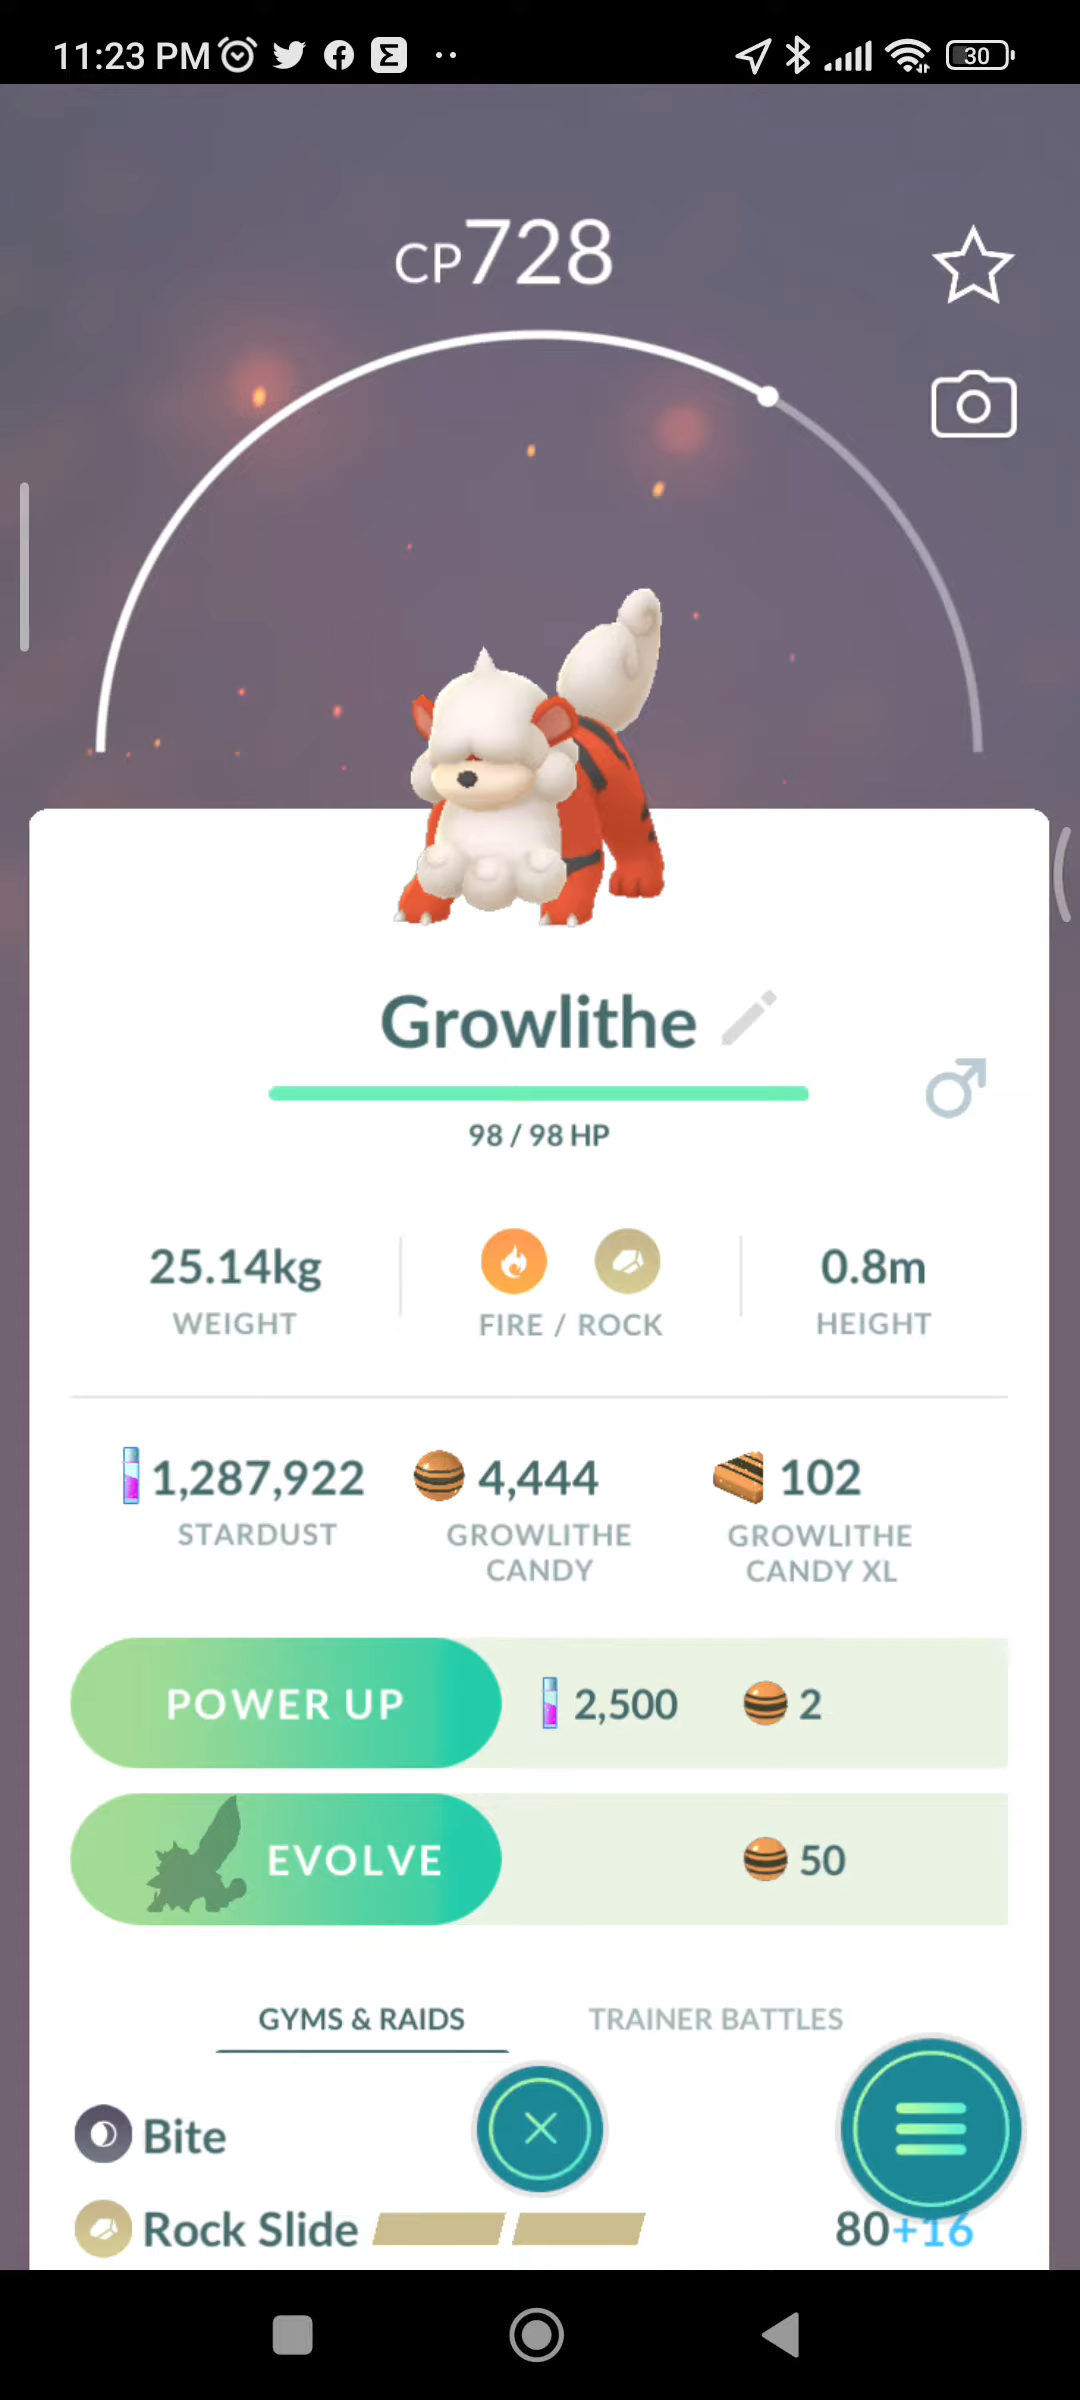 11:23 PM 30
CP728
Growlithe
98 / 98 HP
25.14kg 0.8m
WEIGHT FIRE / ROCK HEIGHT
1,287,922 4,444 102
STARDUST GROWLITHE CANDY GROWLITHE CANDY XL
POWER UP 2,500 2
EVOLVE 50
GYMS & RAIDS TRAINER BATTLES
Bite
Rock Slide 80+16